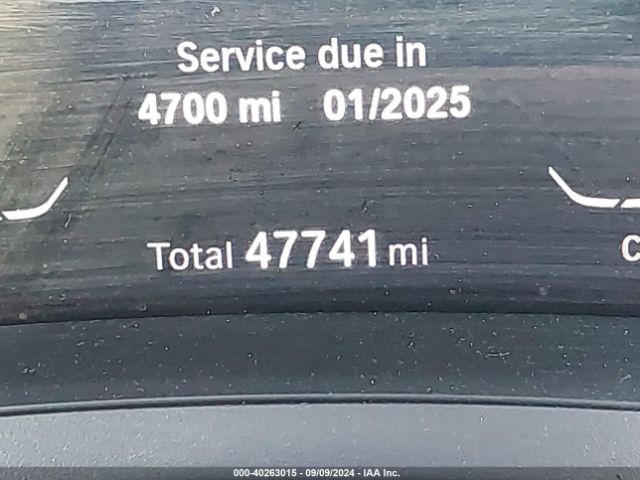 Service due in
4700 mi 01/2025
Total 47741 mi
C
000-40263015 - 09/09/2024 - IAA Inc.